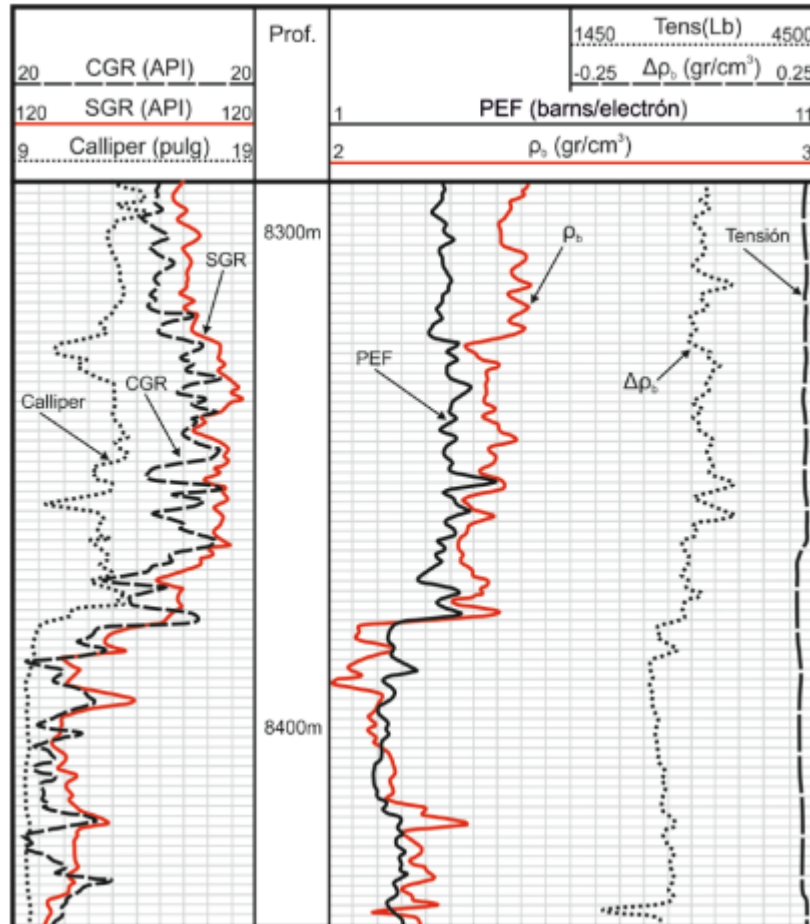 Prof.
1450 Tens(Lb) 4500
20 CGR (API) 20
-0.25 Δρb (gr/cm³) 0.25
120 SGR (API) 120
1 PEF (barns/electrón) 11
9 Calliper (pulg) 19
2 ρb (gr/cm³) 3
8300m
ρb
Tensión
SGR
PEF
Δρb
CGR
Calliper
8400m